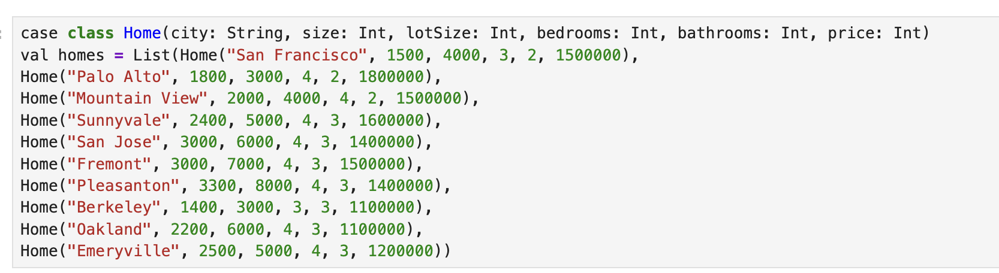 case class Home(city: String, size: Int, lotSize: Int, bedrooms: Int, bathrooms: Int, price: Int)
val homes = List(Home("San Francisco", 1500, 4000, 3, 2, 1500000),
Home("Palo Alto", 1800, 3000, 4, 2, 1800000),
Home("Mountain View", 2000, 4000, 4, 2, 1500000),
Home("Sunnyvale", 2400, 5000, 4, 3, 1600000),
Home("San Jose", 3000, 6000, 4, 3, 1400000),
Home("Fremont", 3000, 7000, 4, 3, 1500000),
Home("Pleasanton", 3300, 8000, 4, 3, 1400000),
Home("Berkeley", 1400, 3000, 3, 3, 1100000),
Home("Oakland", 2200, 6000, 4, 3, 1100000),
Home("Emeryville", 2500, 5000, 4, 3, 1200000))